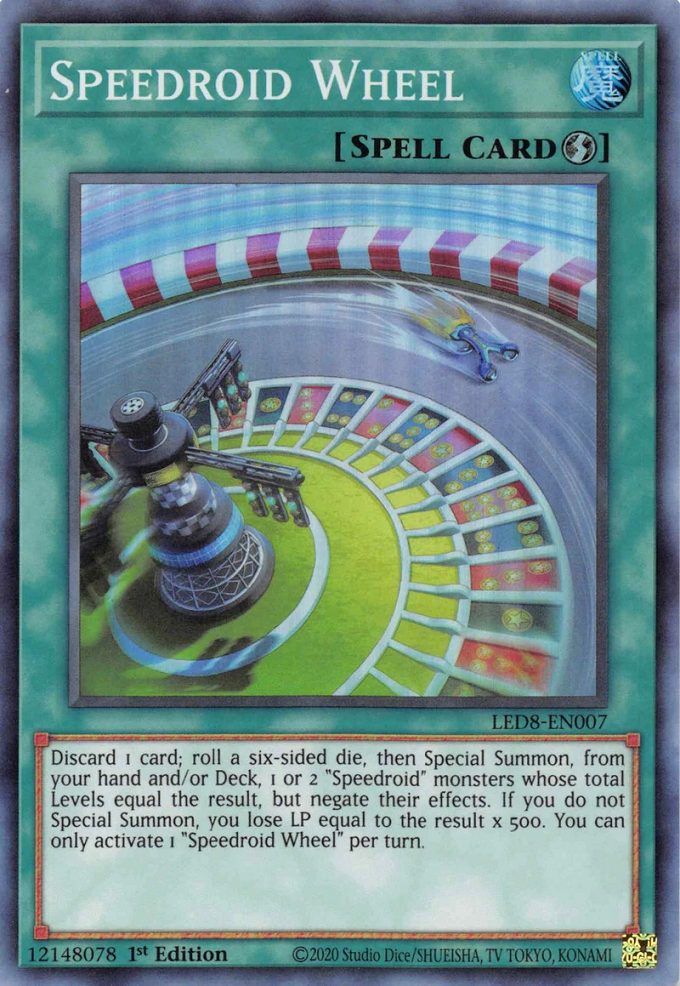 SPEEDROID WHEEL
SPELL
魔
[SPELL CARD]
LED8-EN007
Discard 1 card; roll a six-sided die, then Special Summon, from
your hand and/or Deck, 1 or 2 "Speedroid" monsters whose total
Levels equal the result, but negate their effects. If you do not
Special Summon, you lose LP equal to the result x 500. You can
only activate 1 "Speedroid Wheel" per turn.
12148078 1st Edition ©2020 Studio Dice/SHUEISHA, TV TOKYO, KONAMI